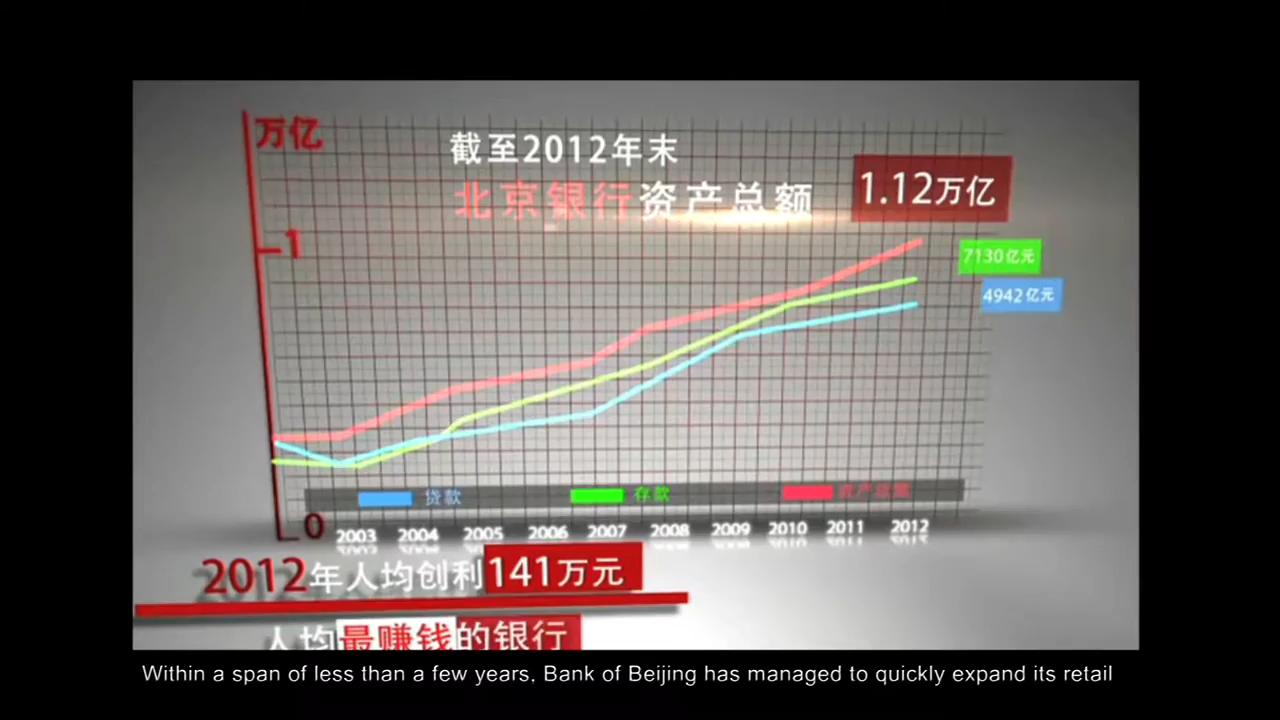 万亿
截至2012年末
北京银行资产总额
1.12万亿
1
7130亿元
4942亿元
贷款
存款
资产总额
0
2003 2004 2005 2006 2007 2008 2009 2010 2011 2012
2012年人均创利141万元
人均最赚钱的银行
Within a span of less than a few years, Bank of Beijing has managed to quickly expand its retail